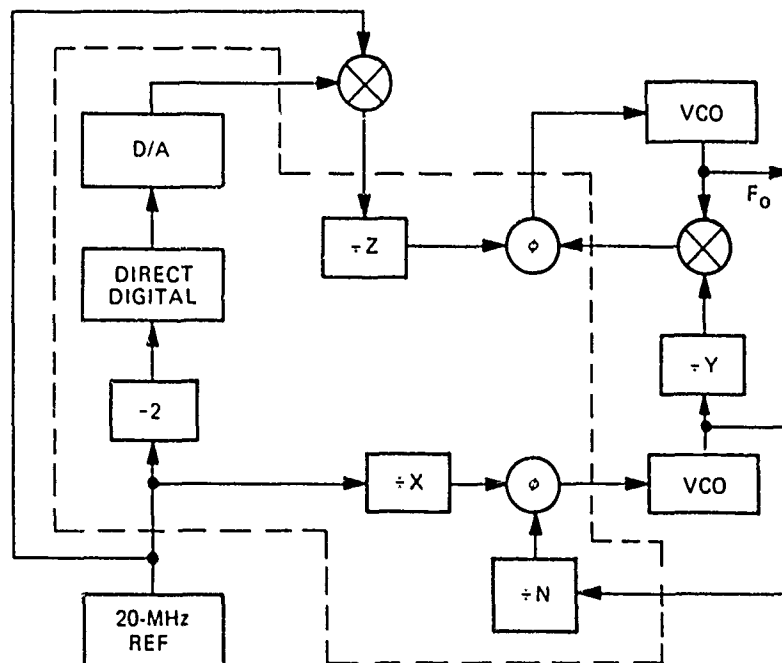 VCO
D/A
F₀
÷Z
φ
DIRECT
DIGITAL
÷Y
-2
÷X
φ
VCO
÷N
20-MHz
REF